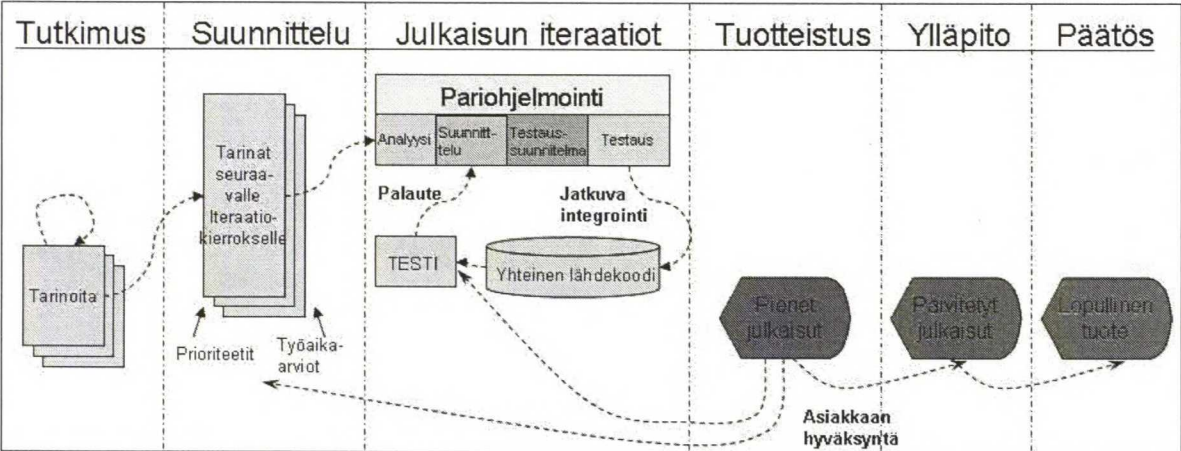 Tutkimus
Suunnittelu
Julkaisun iteraatiot
Tuotteistus
Ylläpito
Päätös
Tarinoita
Tarinat
seuraa-
valle
Iteraatio-
kierrokselle
Prioriteetit
Työaika-
arviot
Pariohjelmointi
Analyysi
Suunnitt-
telu
Testaus-
suunnitelma
Testaus
Palaute
Jatkuva
integrointi
TESTI
Yhteinen lähdekoodi
Pienet
julkaisut
Päivitetyt
julkaisut
Lopullinen
tuote
Asiakkaan
hyväksyntä